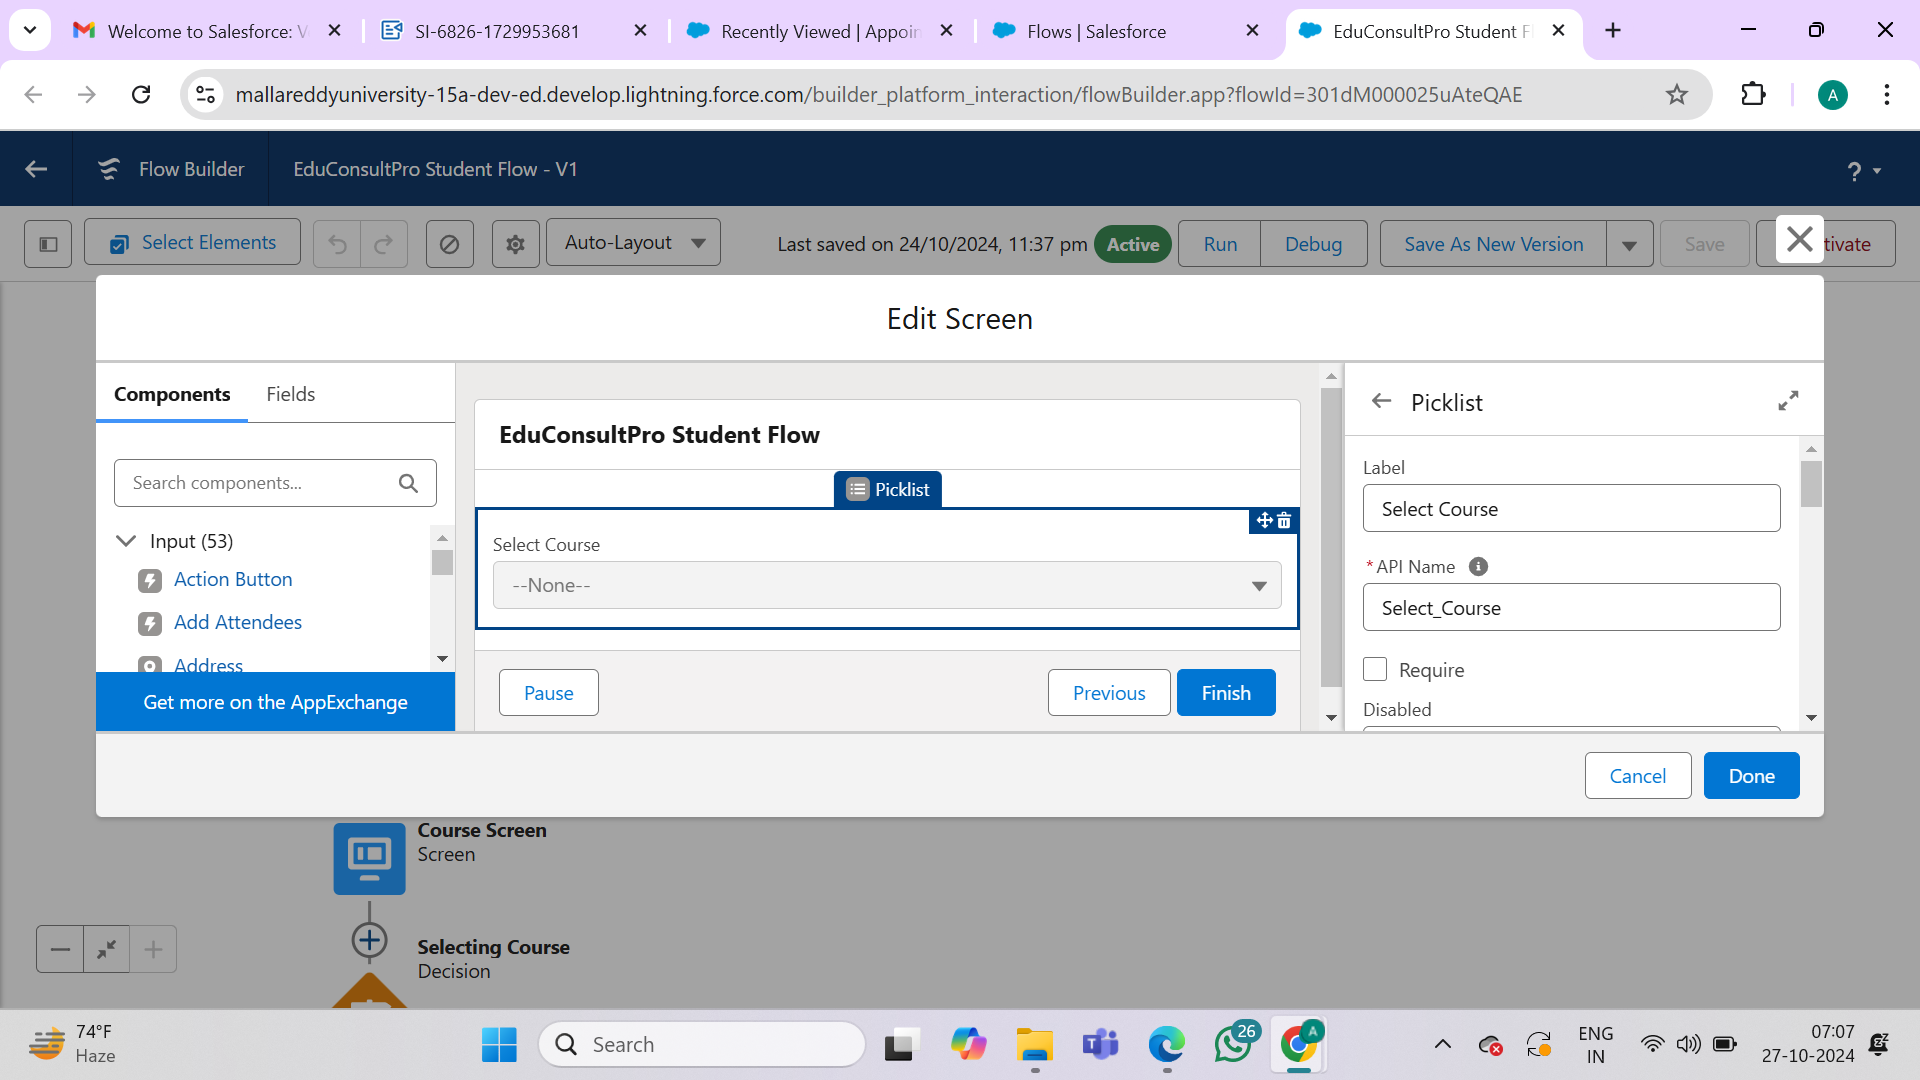 Welcome to Salesforce: V
SI-6826-1729953681
Recently Viewed | Appoin
Flows | Salesforce
EduConsultPro Student F
mallareddyuniversity-15a-dev-ed.develop.lightning.force.com/builder_platform_interaction/flowBuilder.app?flowId=301dM000025uAteQAE
A
Flow Builder
EduConsultPro Student Flow - V1
?
Select Elements
Auto-Layout
Last saved on 24/10/2024, 11:37 pm
Active
Run
Debug
Save As New Version
Save
tivate
Edit Screen
Components
Fields
Search components...
Input (53)
Action Button
Add Attendees
Address
Get more on the AppExchange
EduConsultPro Student Flow
Picklist
Select Course
--None--
Pause
Previous
Finish
Picklist
Label
Select Course
*API Name
Select_Course
Require
Disabled
Cancel
Done
Course Screen
Screen
Selecting Course
Decision
74°F
Haze
Search
26
A
ENG
IN
07:07
27-10-2024